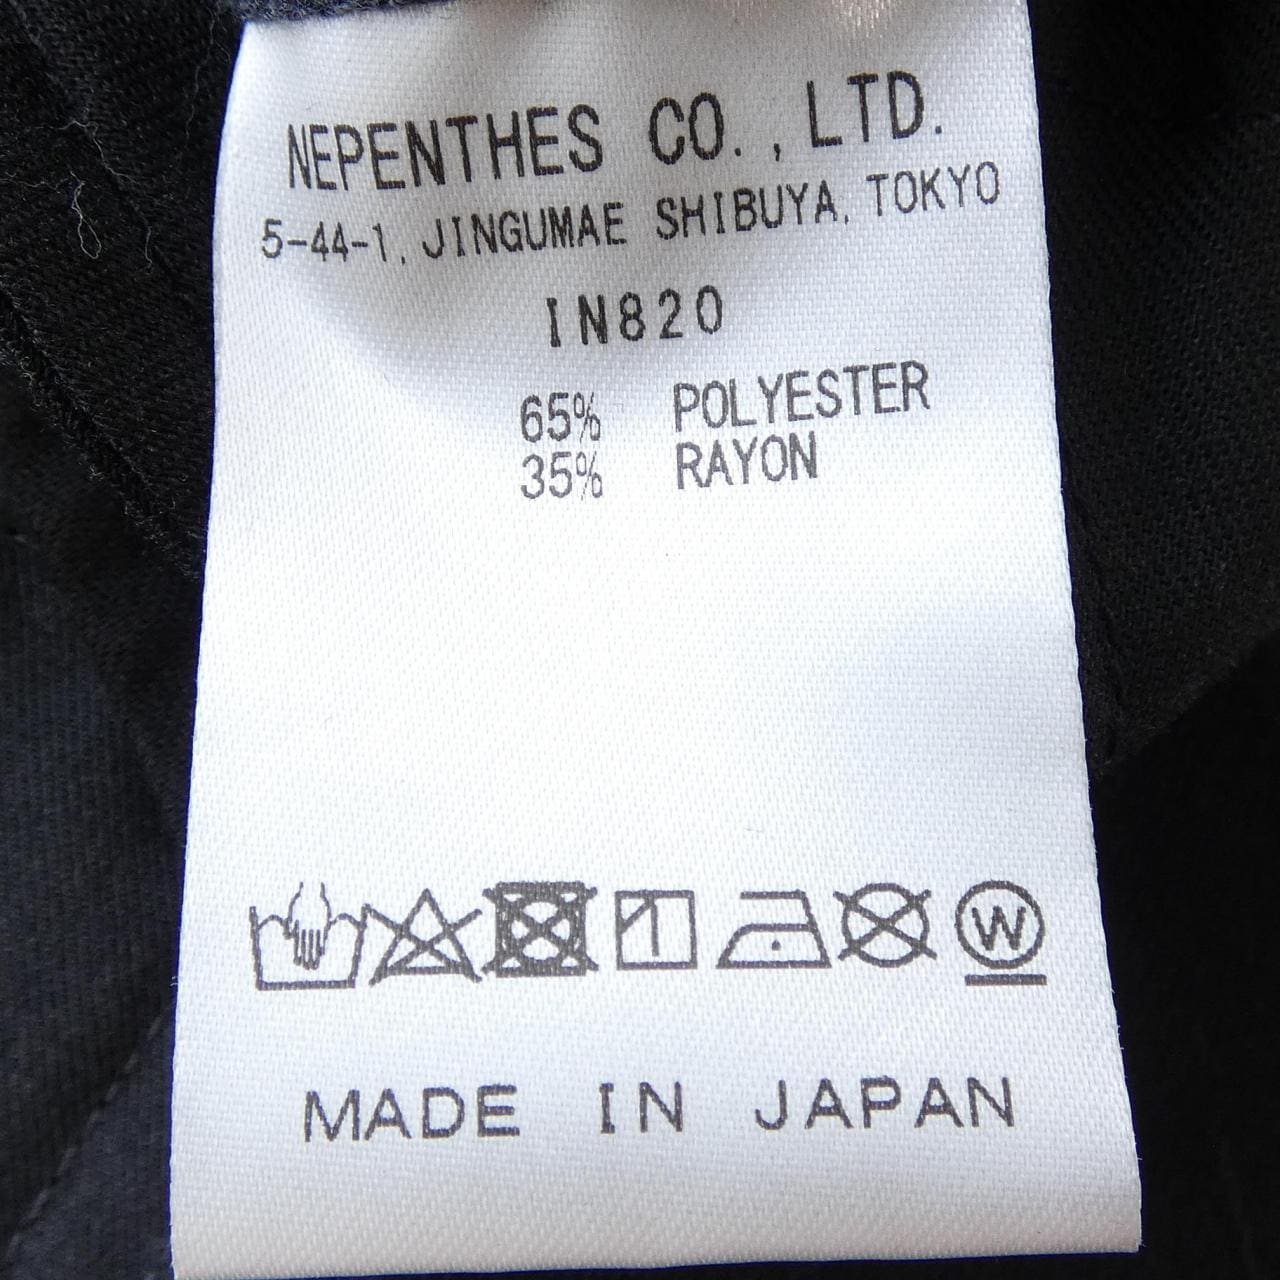 NEPENTHES CO., LTD.
5-44-1, JINGUMAE SHIBUYA, TOKYO
IN820
65% POLYESTER
35% RAYON
W
MADE IN JAPAN